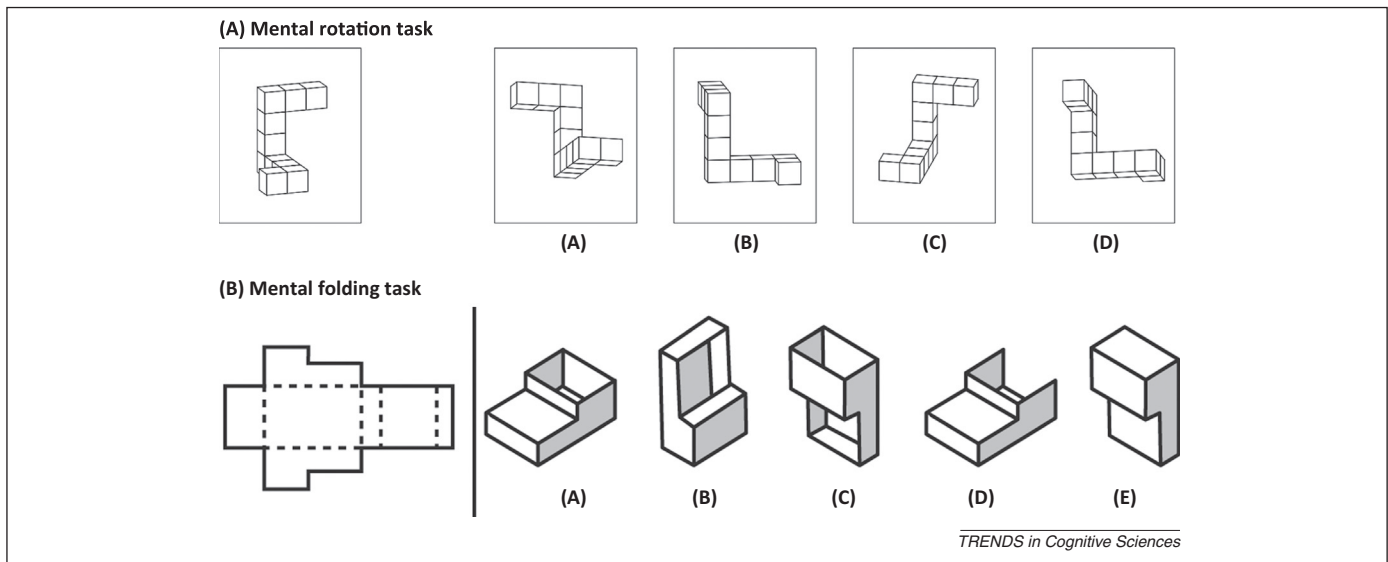 (A) Mental rotation task
(A) (B) (C) (D)
(B) Mental folding task
(A) (B) (C) (D) (E)
TRENDS in Cognitive Sciences